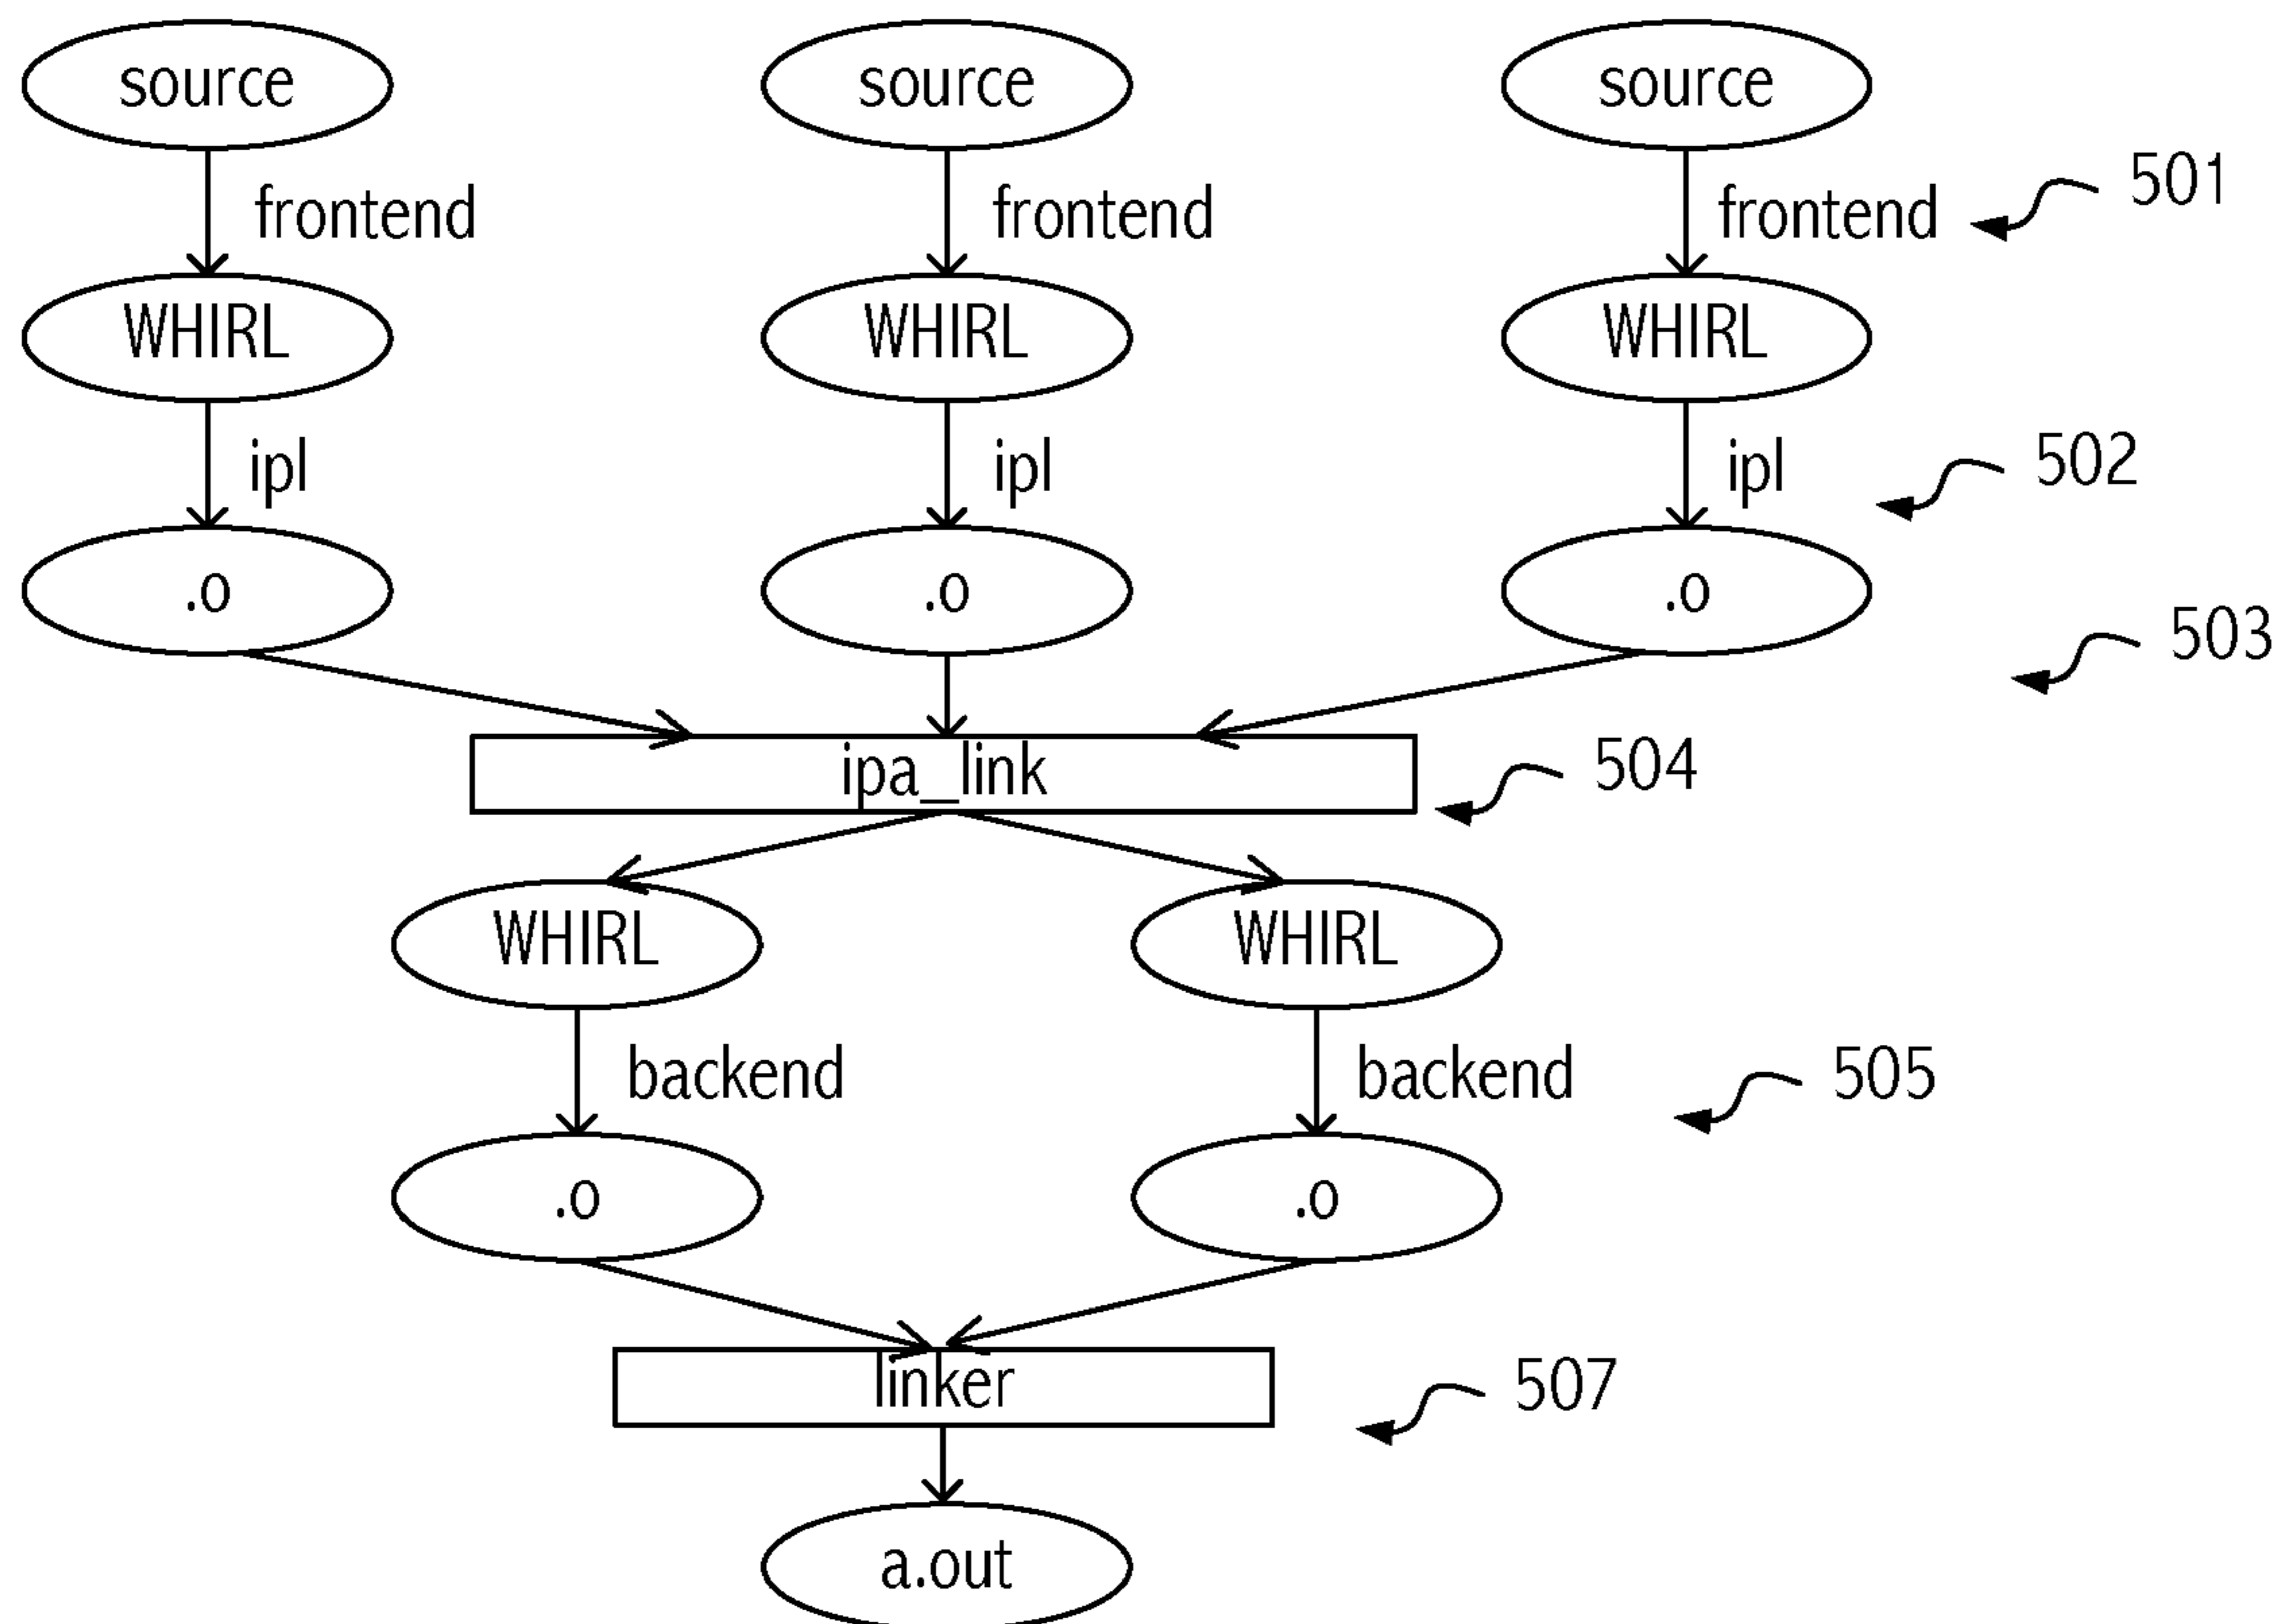 source source source
frontend frontend frontend 501
WHIRL WHIRL WHIRL
ipl ipl ipl 502
.o .o .o
503
ipa_link 504
WHIRL WHIRL
backend backend 505
.o .o
linker 507
a.out